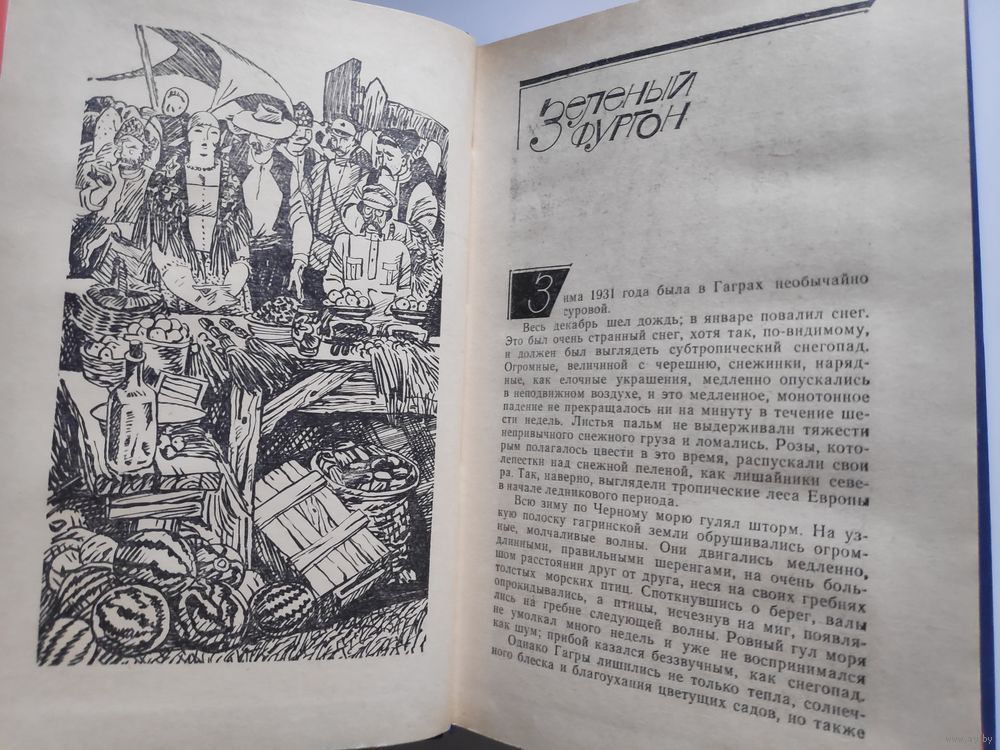 Зеленый
фургон
Зима 1931 года была в Гаграх необычайно
суровой.
Весь декабрь шел дождь; в январе повалил снег.
Это был очень странный снег, хотя так, по-видимому,
и должен был выглядеть субтропический снегопад.
Огромные, величиной с черешню, снежинки, наряд-
ные, как елочные украшения, медленно опускались
в неподвижном воздухе, и это медленное, монотонное
падение не прекращалось ни на минуту в течение ше-
сти недель. Листья пальм не выдерживали тяжести
непривычного снежного груза и ломались. Розы, кото-
рым полагалось цвести в это время, распускали свои
лепестки над снежной пеленой, как лишайники севе-
ра. Так, наверно, выглядели тропические леса Европы
в начале ледникового периода.
Всю зиму по Черному морю гулял шторм. На уз-
кую полоску гагринской земли обрушивались огром-
ные, молчаливые волны. Они двигались медленно,
длинными, правильными шеренгами, на очень боль-
шом расстоянии друг от друга, неся на своих гребнях
толстых морских птиц. Споткнувшись о берег, валы
опрокидывались, а птицы, исчезнув на миг, появля-
лись на гребне следующей волны. Ровный гул моря
не умолкал много недель и уже не воспринимался
как шум; прибой казался беззвучным, как снегопад.
Однако Гагры лишились не только тепла, солнеч-
ного блеска и благоухания цветущих садов, но также
www.ay.by